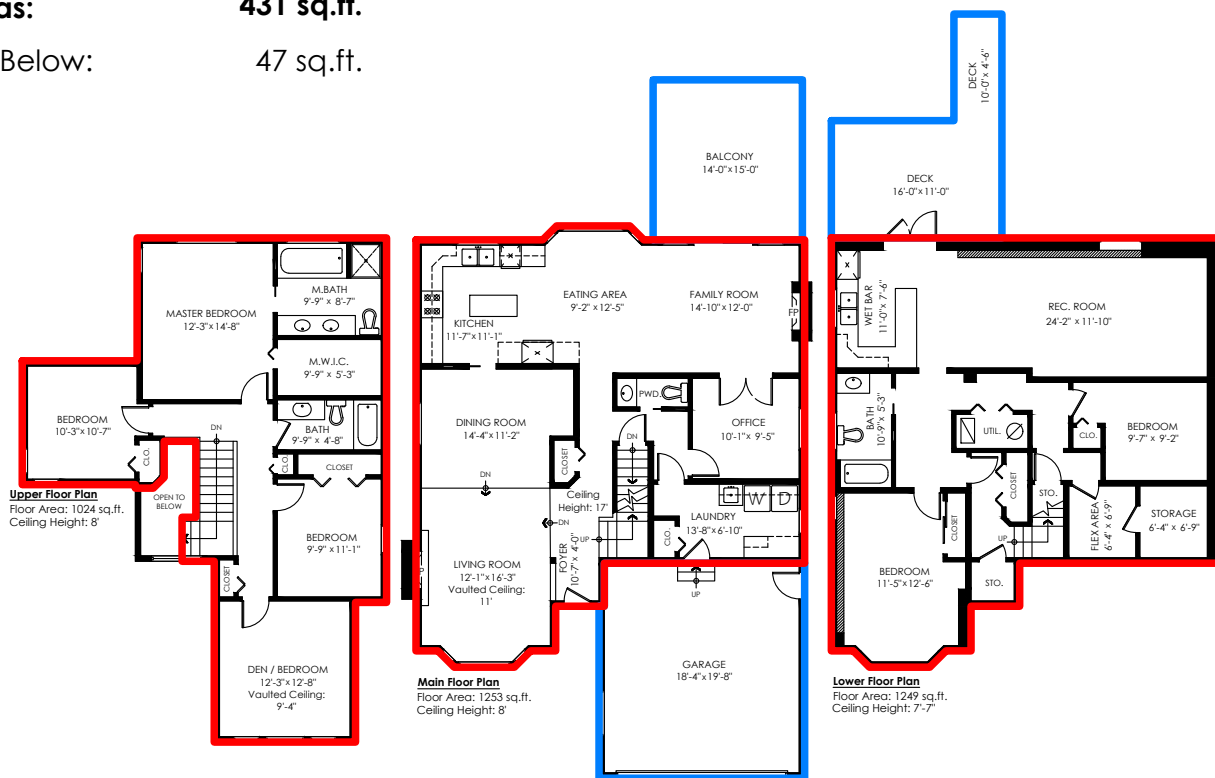 as: 431 sq.ft.
Below: 47 sq.ft.
DECK
10'-0" x 4'-6"
BALCONY
14'-0"x15'-0"
DECK
16'-0"x11'-0"
M.BATH
9'-9" x 8'-7"
MASTER BEDROOM
12'-3"x14'-8"
M.W.I.C.
9'-9" x 5'-3"
BEDROOM
10'-3"x10'-7"
BATH
9'-9" x 4'-8"
DN
CLO.
CLO.
CLOSET
OPEN TO
BELOW
BEDROOM
9'-9" x 11'-1"
CLOSET
DEN / BEDROOM
12'-3"x12'-8"
Vaulted Ceiling:
9'-4"
Upper Floor Plan
Floor Area: 1024 sq.ft.
Ceiling Height: 8'
EATING AREA
9'-2" x 12'-5"
FAMILY ROOM
14'-10" x 12'-0"
FP
KITCHEN
11'-7"x11'-1"
PWD.
DINING ROOM
14'-4"x11'-2"
OFFICE
10'-1" x 9'-5"
DN
DN
CLOSET
Ceiling
Height: 17'
W D
LAUNDRY
13'-8"x6'-10"
DN
UP
CLO.
FOYER
10'-7" x 4'-0"
LIVING ROOM
12'-1"x16'-3"
Vaulted Ceiling:
11'
UP
GARAGE
18'-4"x19'-8"
Main Floor Plan
Floor Area: 1253 sq.ft.
Ceiling Height: 8'
WET BAR
11'-0" x 7'-6"
REC. ROOM
24'-2" x 11'-10"
BATH
10'-9" x 5'-3"
UTIL.
CLO.
BEDROOM
9'-7" x 9'-2"
CLOSET
STO.
FLEX AREA
6'-4" x 6'-9"
STORAGE
6'-4" x 6'-9"
CLOSET
UP
BEDROOM
11'-5" x 12'-6"
STO.
Lower Floor Plan
Floor Area: 1249 sq.ft.
Ceiling Height: 7'-7"